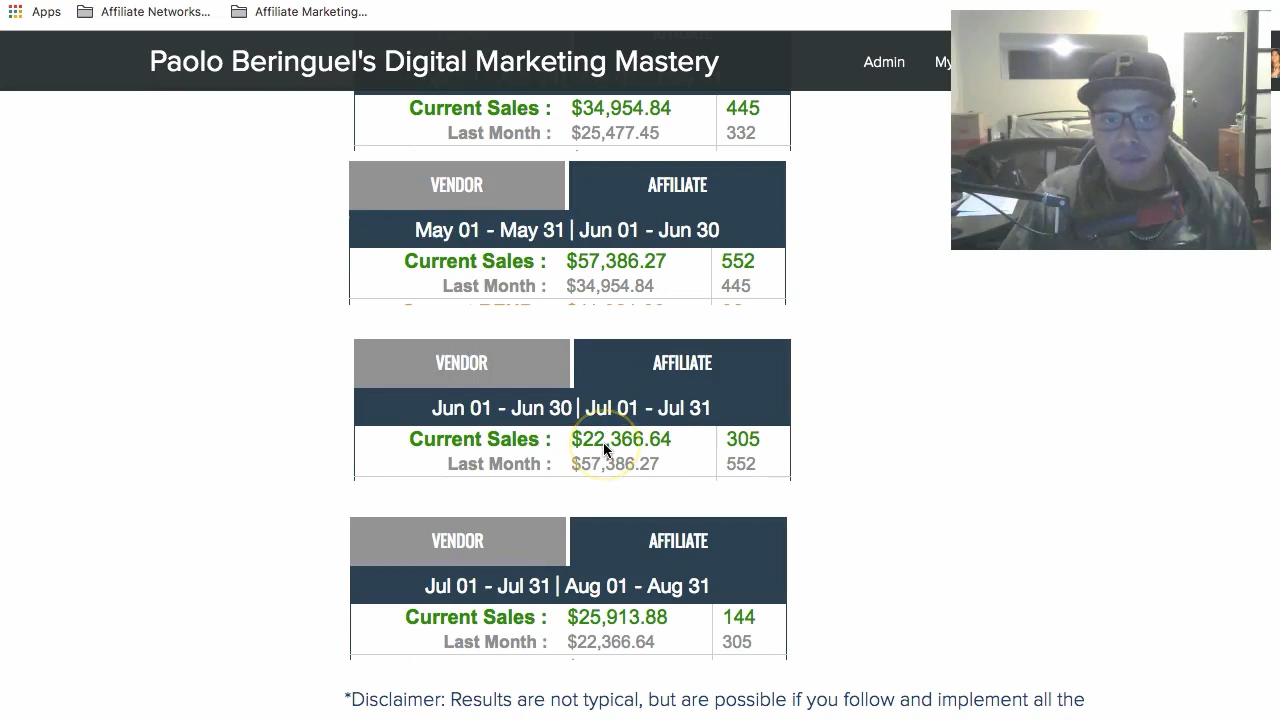 Apps Affiliate Networks... Affiliate Marketing...
Paolo Beringuel's Digital Marketing Mastery Admin
Current Sales : $34,954.84 445
Last Month : $25,477.45 332
VENDOR AFFILIATE
May 01 - May 31 | Jun 01 - Jun 30
Current Sales : $57,386.27 552
Last Month : $34,954.84 445
VENDOR AFFILIATE
Jun 01 - Jun 30 | Jul 01 - Jul 31
Current Sales : $22,366.64 305
Last Month : $57,386.27 552
VENDOR AFFILIATE
Jul 01 - Jul 31 | Aug 01 - Aug 31
Current Sales : $25,913.88 144
Last Month : $22,366.64 305
*Disclaimer: Results are not typical, but are possible if you follow and implement all the